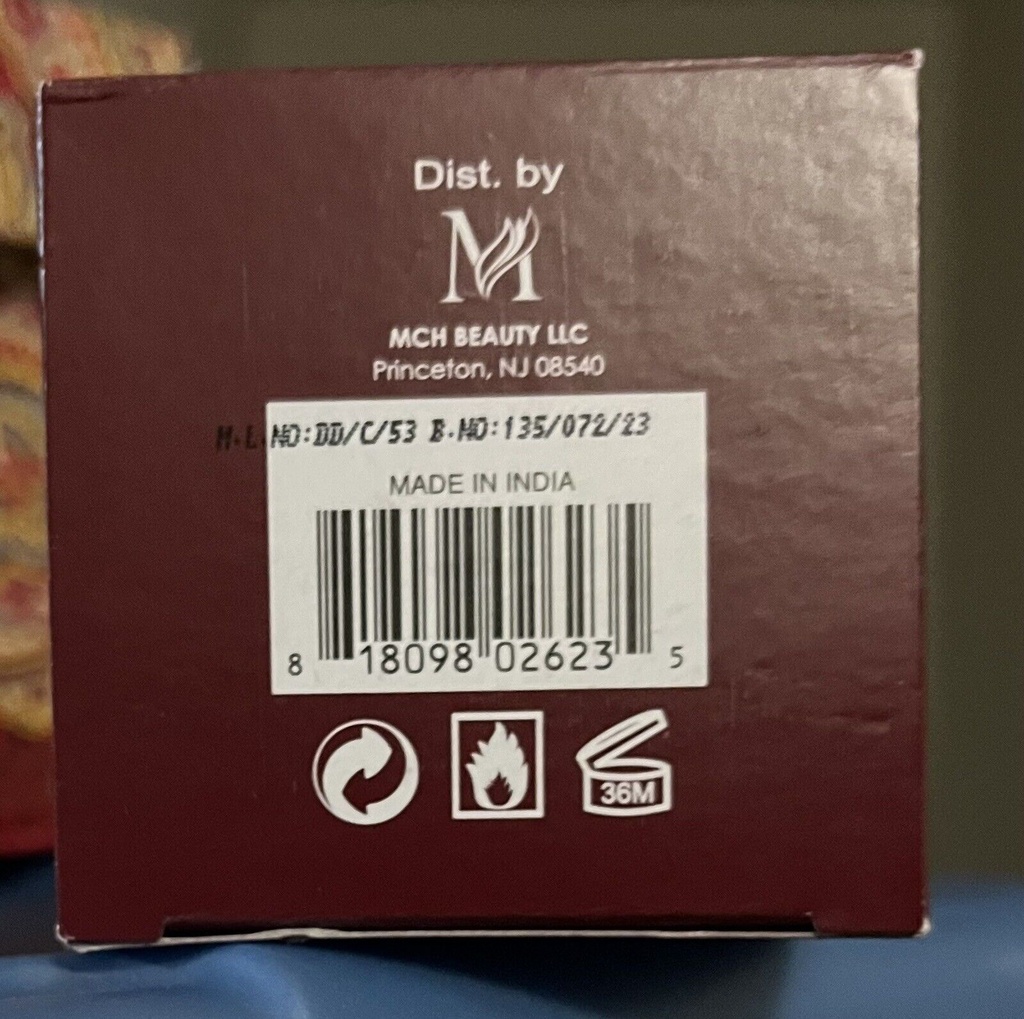 Dist. by
M
MCH BEAUTY LLC
Princeton, NJ 08540
M.L.NO:DD/C/53 B.NO:135/072/23
MADE IN INDIA
8 18098 02623 5
36M